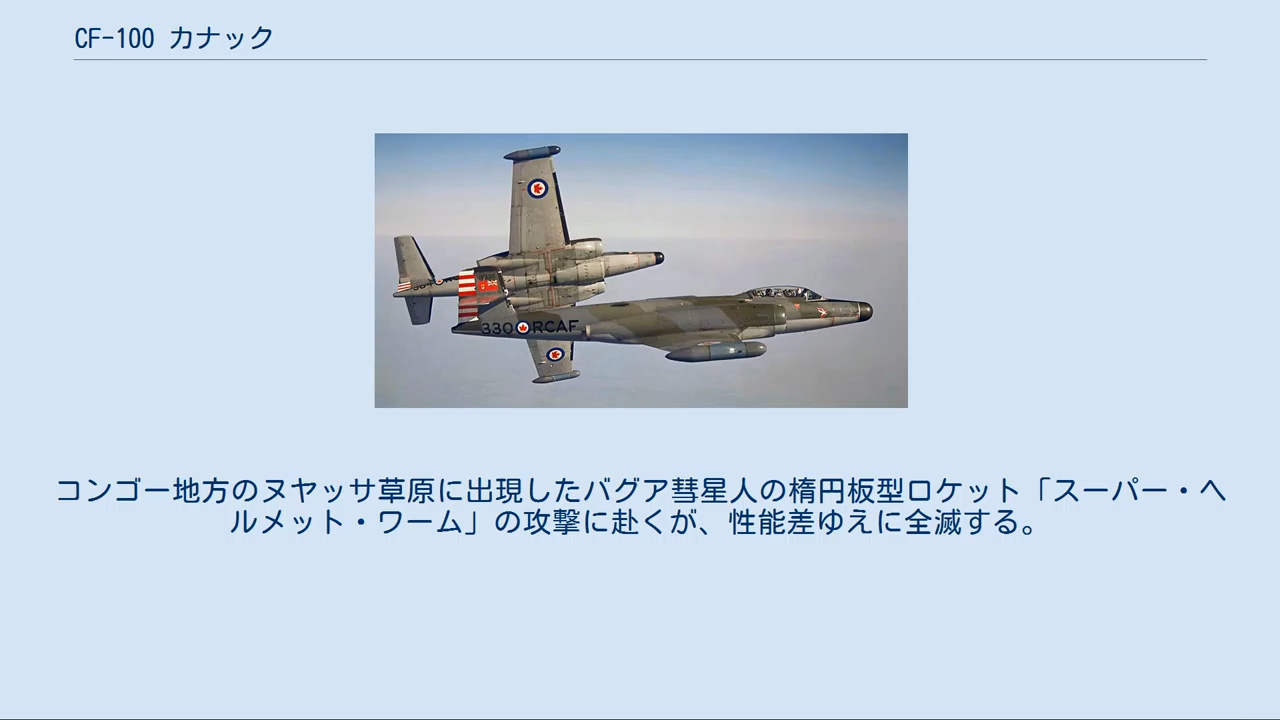 CF-100 カナック
330 RCAF
コンゴー地方のヌヤッサ草原に出現したバグア彗星人の楕円板型ロケット「スーパー・ヘ
ルメット・ワーム」の攻撃に赴くが、性能差ゆえに全滅する。